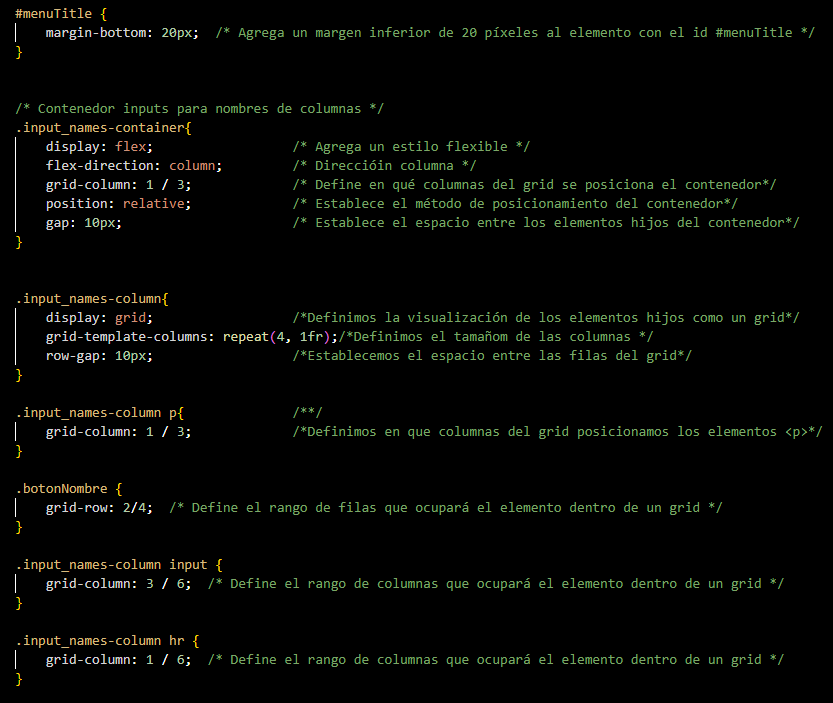 #menuTitle {
    margin-bottom: 20px;  /* Agrega un margen inferior de 20 píxeles al elemento con el id #menuTitle */
}
/* Contenedor inputs para nombres de columnas */
.input_names-container{
    display: flex;                  /* Agrega un estilo flexible */
    flex-direction: column;         /* Direccióin columna */
    grid-column: 1 / 3;             /* Define en qué columnas del grid se posiciona el contenedor*/
    position: relative;             /* Establece el método de posicionamiento del contenedor*/
    gap: 10px;                      /* Establece el espacio entre los elementos hijos del contenedor*/
}
.input_names-column{
    display: grid;                  /*Definimos la visualización de los elementos hijos como un grid*/
    grid-template-columns: repeat(4, 1fr);/*Definimos el tamañom de las columnas */
    row-gap: 10px;                  /*Establecemos el espacio entre las filas del grid*/
}
.input_names-column p{              /**/
    grid-column: 1 / 3;             /*Definimos en que columnas del grid posicionamos los elementos <p>*/
}
.botonNombre {
    grid-row: 2/4;  /* Define el rango de filas que ocupará el elemento dentro de un grid */
}
.input_names-column input {
    grid-column: 3 / 6;  /* Define el rango de columnas que ocupará el elemento dentro de un grid */
}
.input_names-column hr {
    grid-column: 1 / 6;  /* Define el rango de columnas que ocupará el elemento dentro de un grid */
}